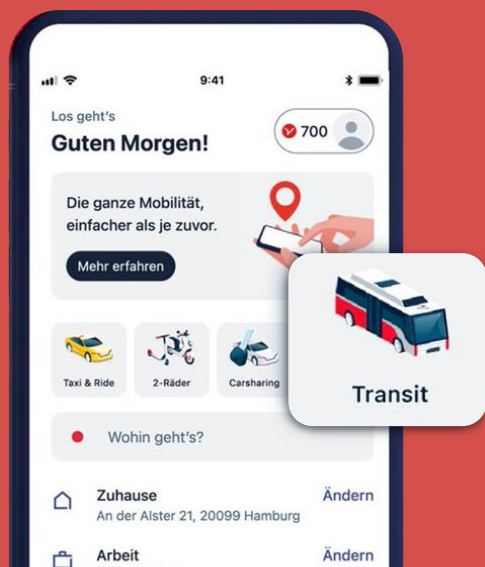 9:41
Los geht's
Guten Morgen!
700
Die ganze Mobilität,
einfacher als je zuvor.
Mehr erfahren
Taxi & Ride
2-Räder
Carsharing
Transit
Wohin geht's?
Zuhause
Ändern
An der Alster 21, 20099 Hamburg
Arbeit
Ändern